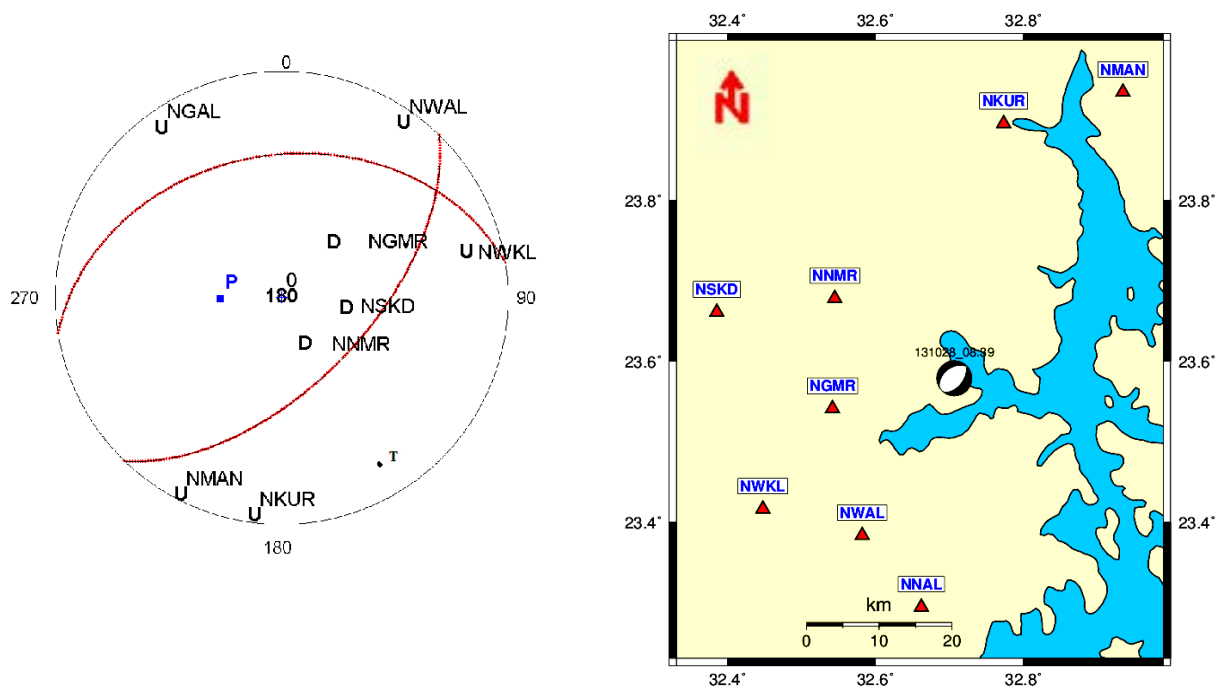 0
NGAL
NWAL
NGMR
D
U NWKL
P
0
180
270
90
D NSKD
D
NNMR
T
NMAN
NKUR
U
U
U
U
180
32.4˚ 32.6˚ 32.8˚
N
NMAN
NKUR
23.8˚ 23.8˚
NNMR
NSKD
131028_08:39
23.6˚ 23.6˚
NGMR
NWKL
NWAL
23.4˚ 23.4˚
NNAL
km
0 10 20
32.4˚ 32.6˚ 32.8˚